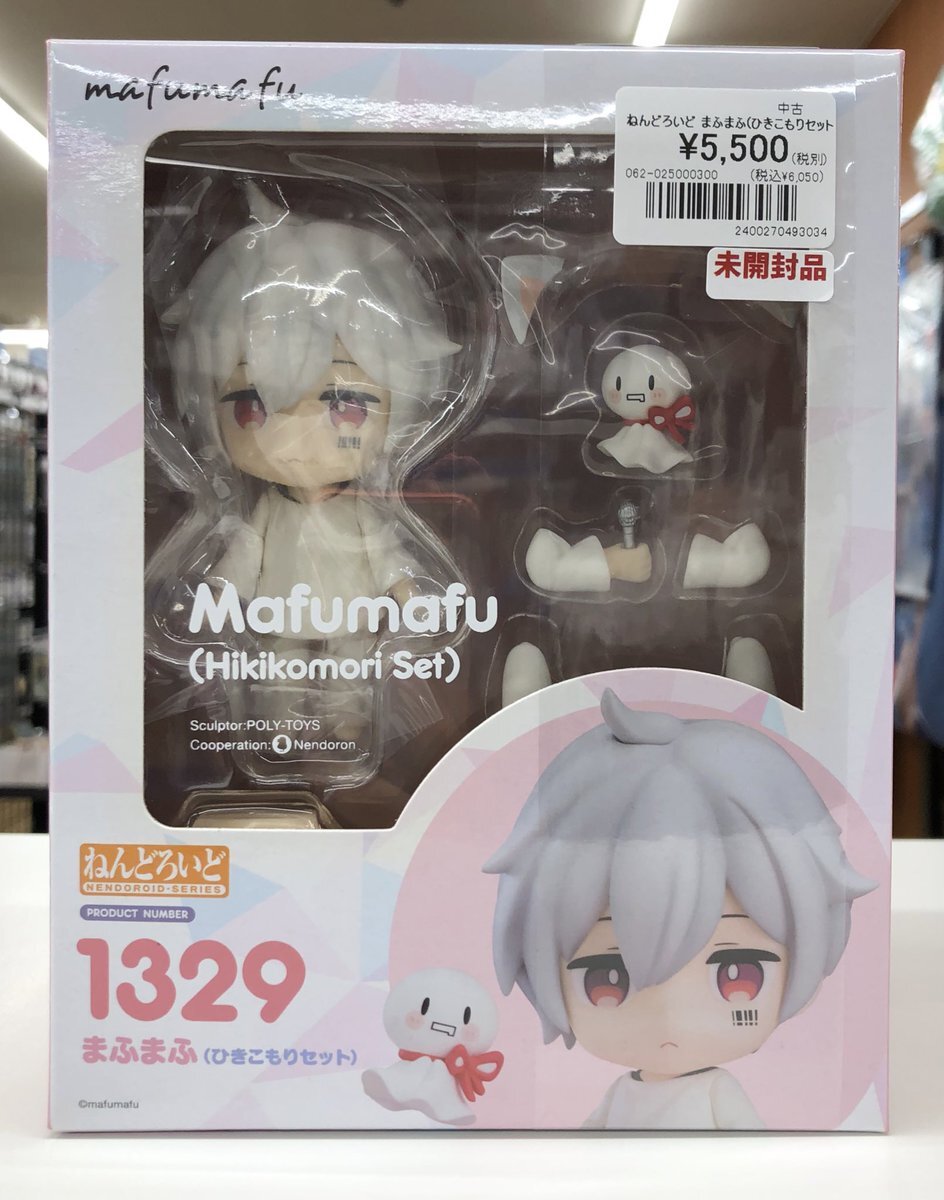 mafumafu
中古
ねんどろいど まふまふ(ひきこもりセット
¥5,500(税別)
062-025000300 (税込¥6,050)
2400270493034
未開封品
Mafumafu
(Hikikomori Set)
Sculptor:POLY-TOYS
Cooperation: Nendoron
ねんどろいど
NENDOROID-SERIES
PRODUCT NUMBER
1329
まふまふ(ひきこもりセット)
©mafumafu